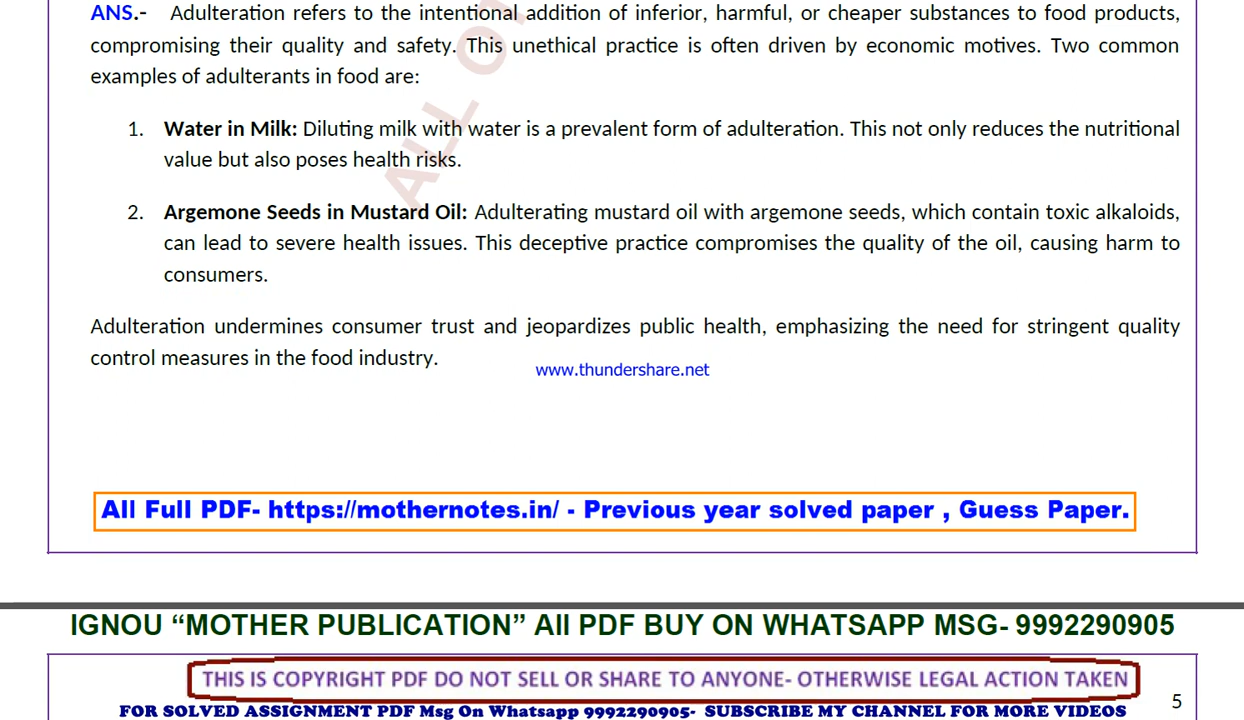 ANS.- Adulteration refers to the intentional addition of inferior, harmful, or cheaper substances to food products,
compromising their quality and safety. This unethical practice is often driven by economic motives. Two common
examples of adulterants in food are:
1. Water in Milk: Diluting milk with water is a prevalent form of adulteration. This not only reduces the nutritional
value but also poses health risks.
2. Argemone Seeds in Mustard Oil: Adulterating mustard oil with argemone seeds, which contain toxic alkaloids,
can lead to severe health issues. This deceptive practice compromises the quality of the oil, causing harm to
consumers.
Adulteration undermines consumer trust and jeopardizes public health, emphasizing the need for stringent quality
control measures in the food industry.
www.thundershare.net
All Full PDF- https://mothernotes.in/ - Previous year solved paper , Guess Paper.
IGNOU “MOTHER PUBLICATION” All PDF BUY ON WHATSAPP MSG- 9992290905
THIS IS COPYRIGHT PDF DO NOT SELL OR SHARE TO ANYONE- OTHERWISE LEGAL ACTION TAKEN
5
FOR SOLVED ASSIGNMENT PDF Msg On Whatsapp 9992290905- SUBSCRIBE MY CHANNEL FOR MORE VIDEOS
ALL